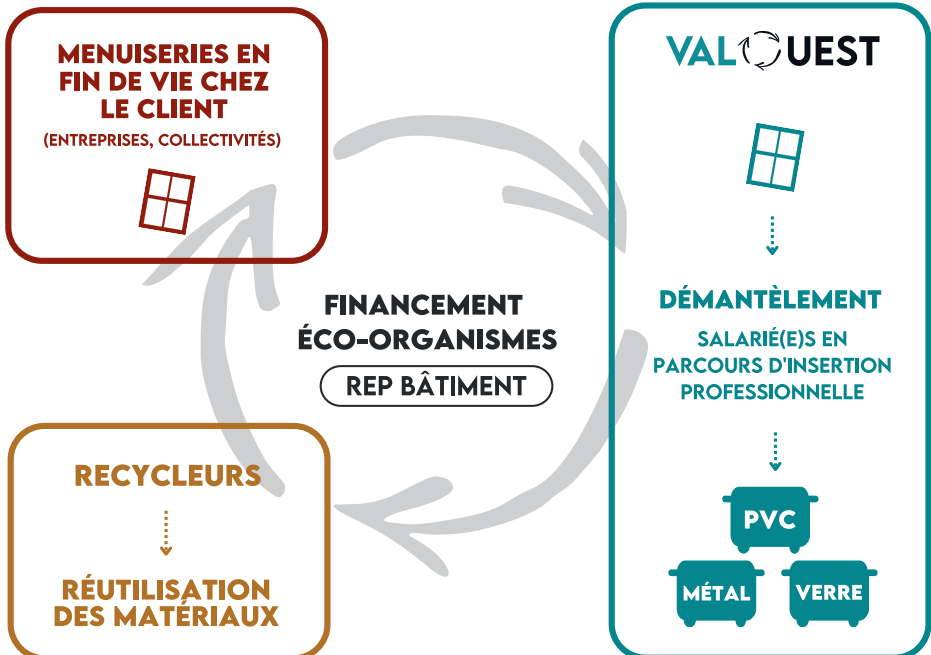 MENUISERIES EN
FIN DE VIE CHEZ
LE CLIENT
(ENTREPRISES, COLLECTIVITÉS)
VALOUEST
DÉMANTÈLEMENT
SALARIÉ(E)S EN
PARCOURS D'INSERTION
PROFESSIONNELLE
PVC
MÉTAL
VERRE
FINANCEMENT
ÉCO-ORGANISMES
REP BÂTIMENT
RECYCLEURS
RÉUTILISATION
DES MATÉRIAUX